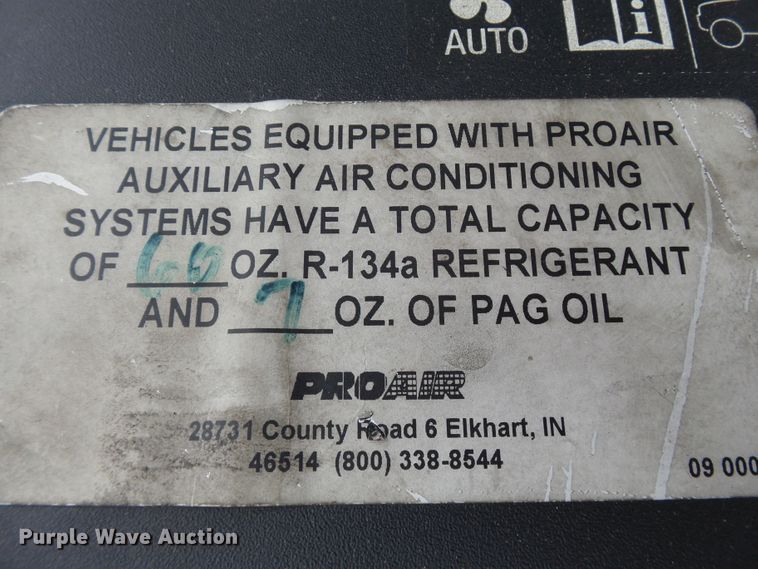 AUTO
VEHICLES EQUIPPED WITH PROAIR
AUXILIARY AIR CONDITIONING
SYSTEMS HAVE A TOTAL CAPACITY
OF 60 OZ. R-134a REFRIGERANT
AND 7 OZ. OF PAG OIL
PROAIR
28731 County Road 6 Elkhart, IN
46514 (800) 338-8544
09 000
Purple Wave Auction